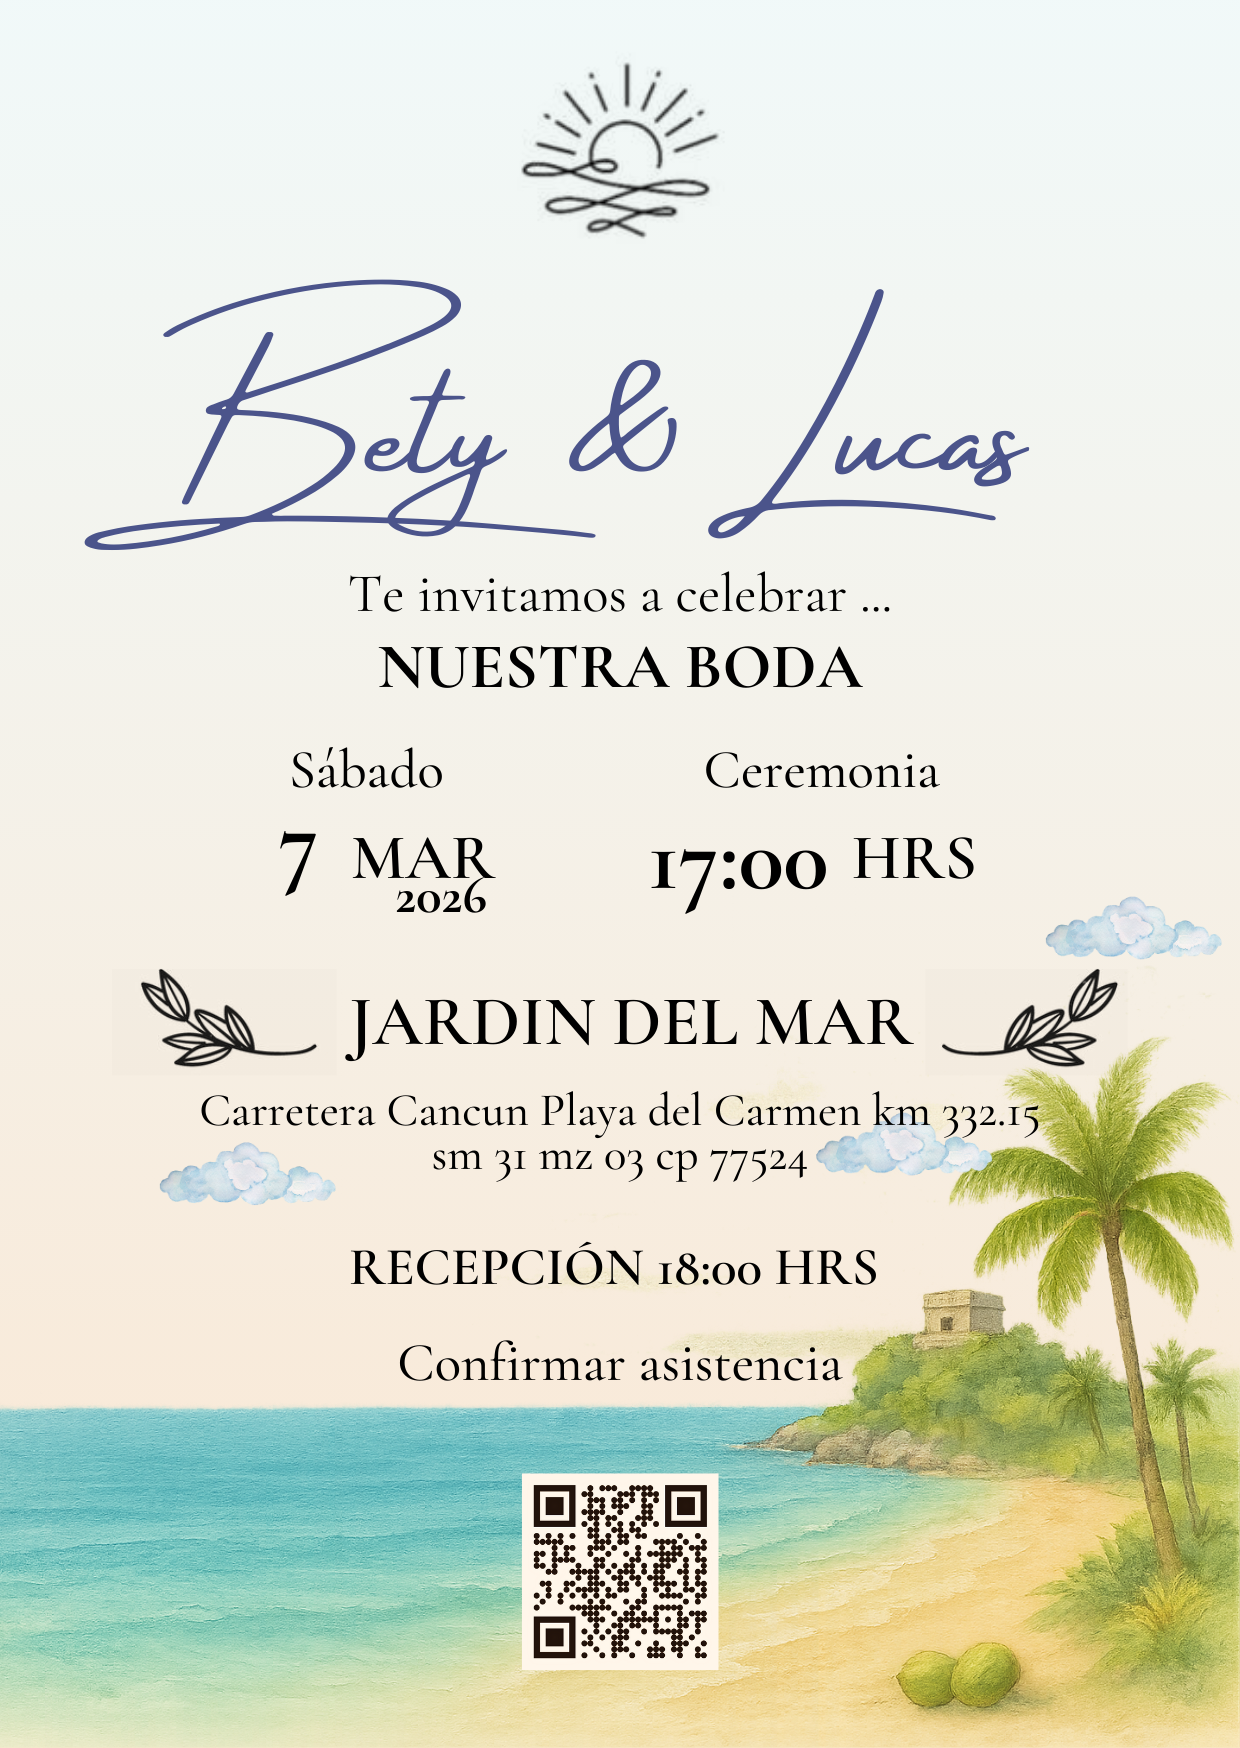 Bety & Lucas
Te invitamos a celebrar ...
NUESTRA BODA
Sábado
7 MAR
2026
Ceremonia
17:00 HRS
JARDIN DEL MAR
Carretera Cancun Playa del Carmen km 332.15
sm 31 mz 03 cp 77524
RECEPCIÓN 18:00 HRS
Confirmar asistencia